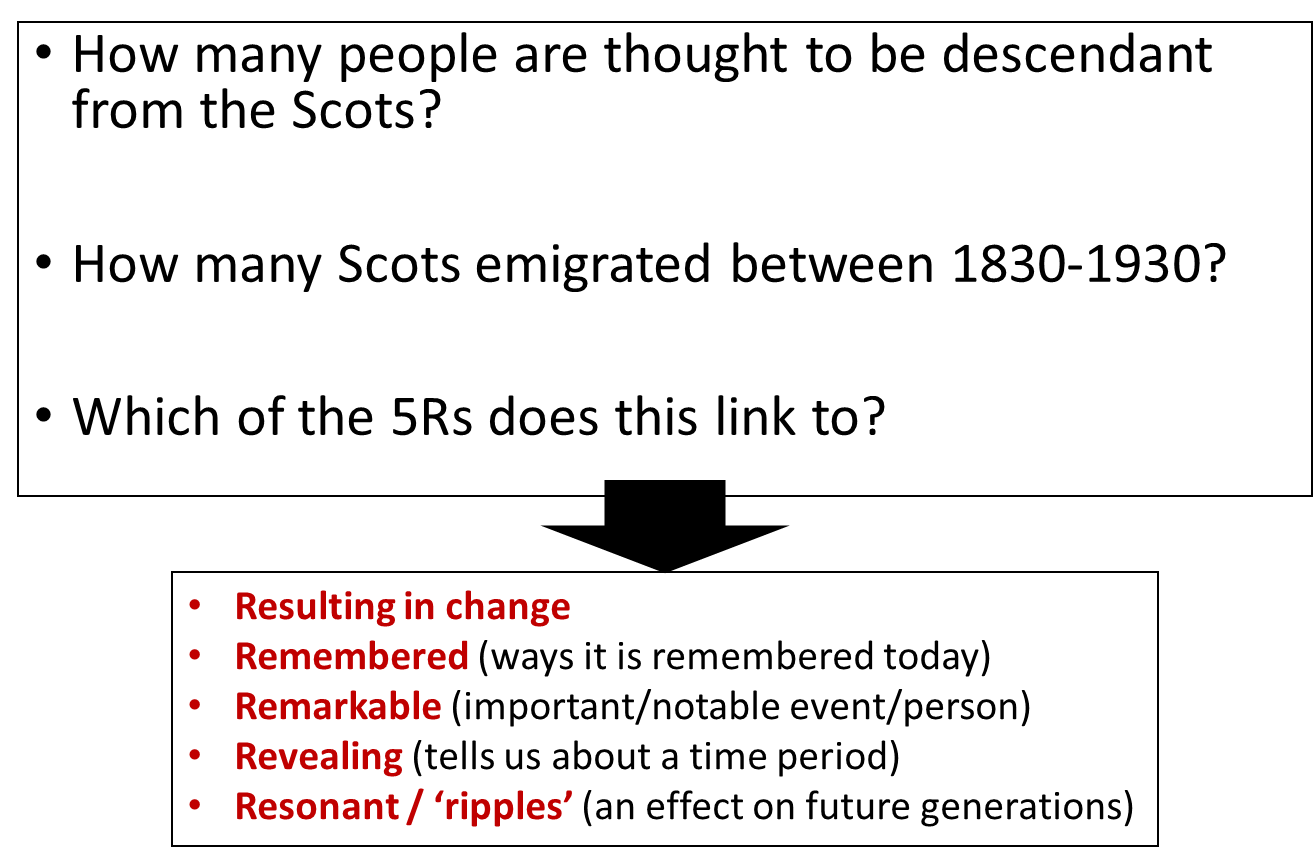 • How many people are thought to be descendant
from the Scots?
• How many Scots emigrated between 1830-1930?
• Which of the 5Rs does this link to?
• Resulting in change
• Remembered (ways it is remembered today)
• Remarkable (important/notable event/person)
• Revealing (tells us about a time period)
• Resonant / ‘ripples’ (an effect on future generations)